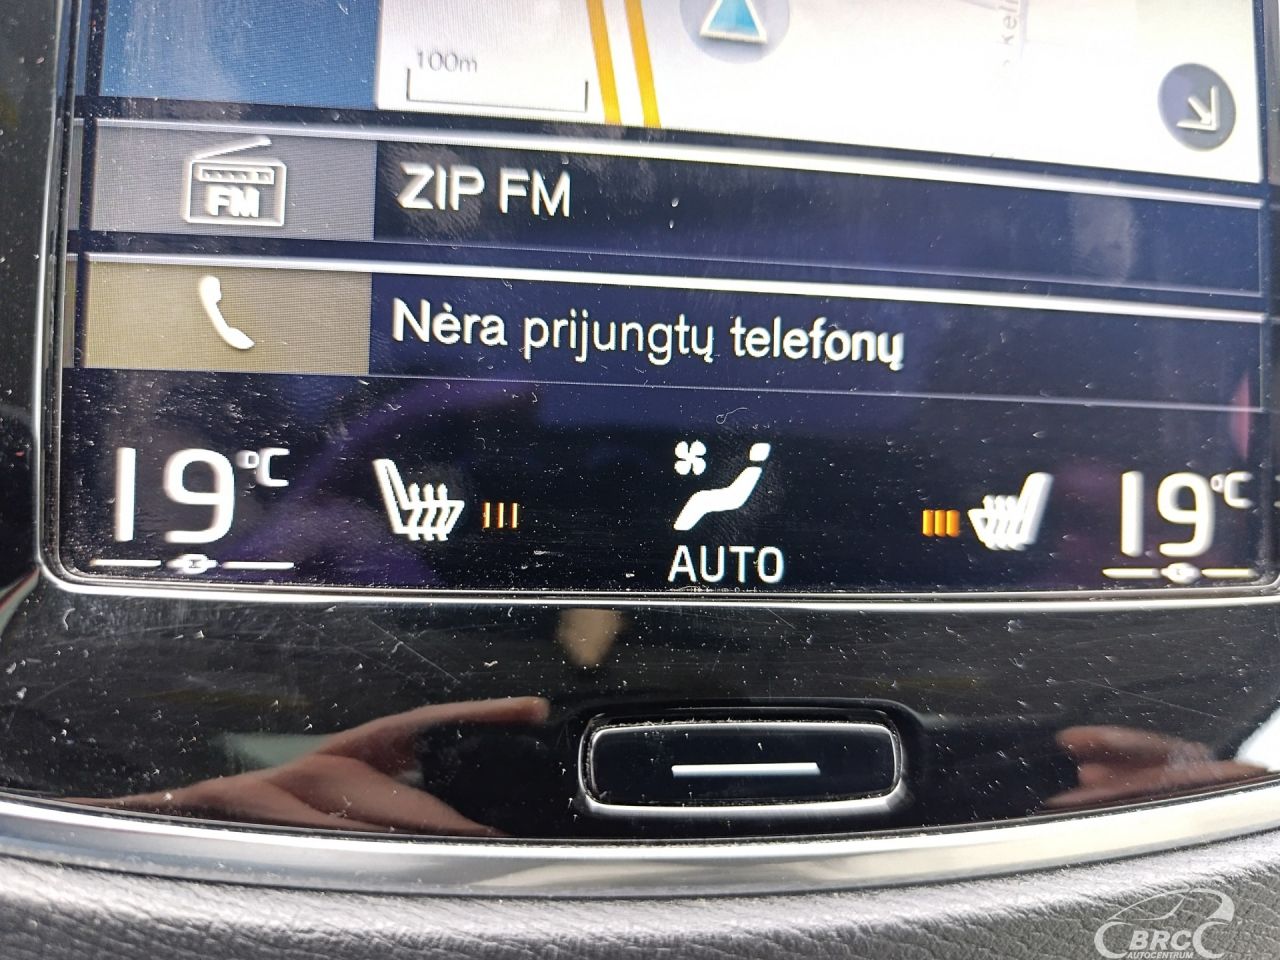 100m
FM
ZIP FM
Nėra prijungtų telefonų
19°C
AUTO
19°C
BRC
AUTOCENTRUM